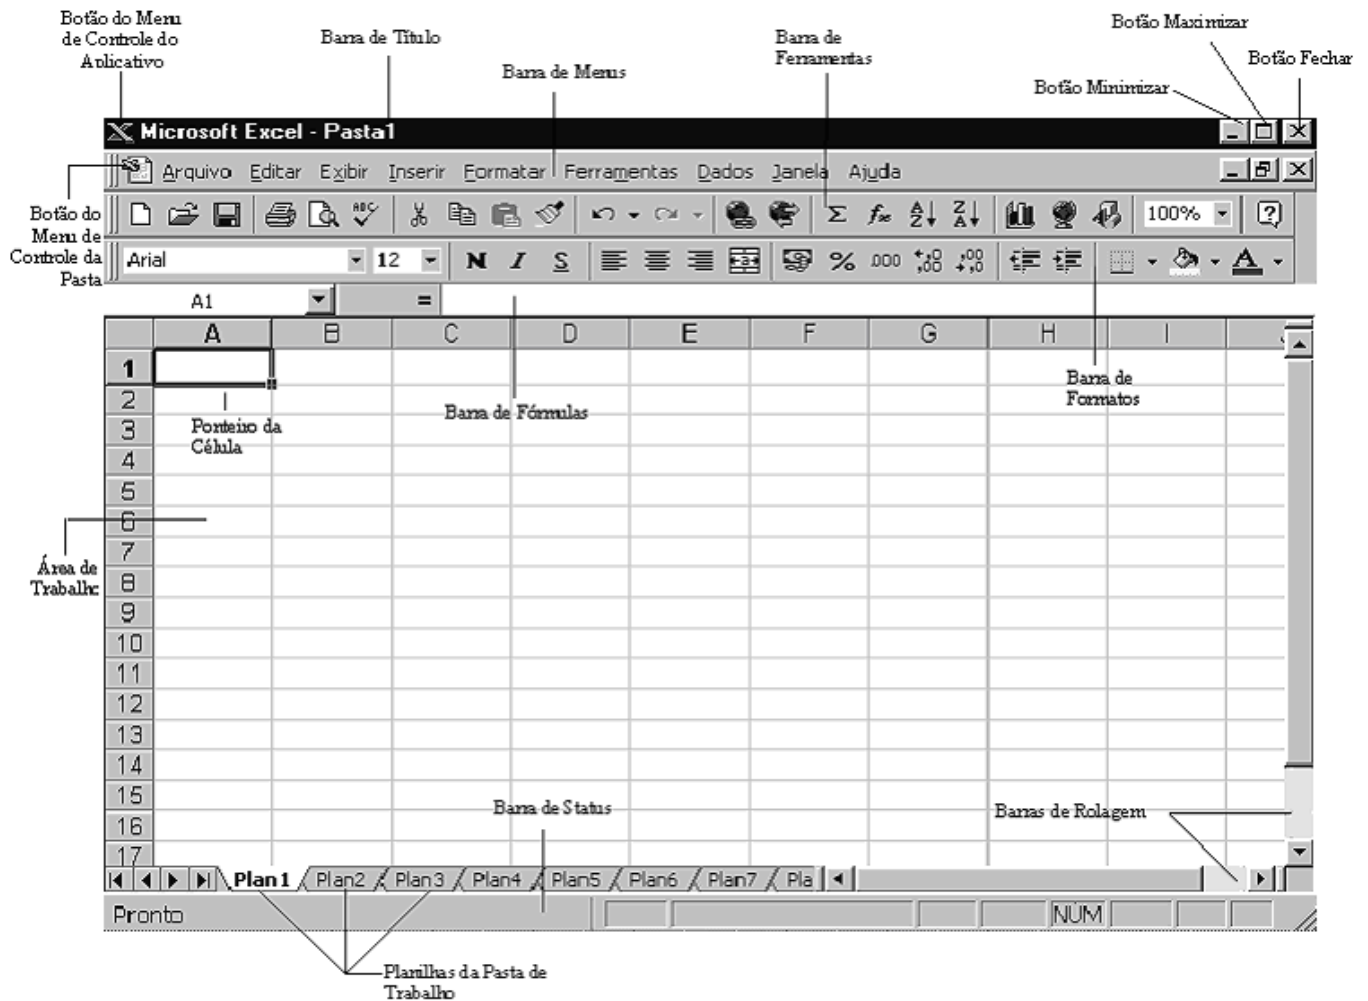 Botão do Menu
de Controle do
Aplicativo
Barra de Título
Barra de Menus
Barra de
Ferramentas
Botão Maximizar
Botão Minimizar
Botão Fechar
Microsoft Excel - Pasta1
Arquivo Editar Exibir Inserir Formatar Ferramentas Dados Janela Ajuda
ABC Σ fx A Z Z A 100% ?
Botão do
Menu de
Controle da
Pasta
Arial 12 N I S a % 000 ,00 ,0 ,00 A
A1 =
A B C D E F G H I
1
2
3
4
5
6
7
8
9
10
11
12
13
14
15
16
17
Ponteiro da
Célula
Barra de Fórmulas
Barra de
Formatos
Área de
Trabalho
Barra de Status
Barras de Rolagem
Plan1 Plan2 Plan3 Plan4 Plan5 Plan6 Plan7 Pla
Pronto NÚM
Planilhas da Pasta de
Trabalho